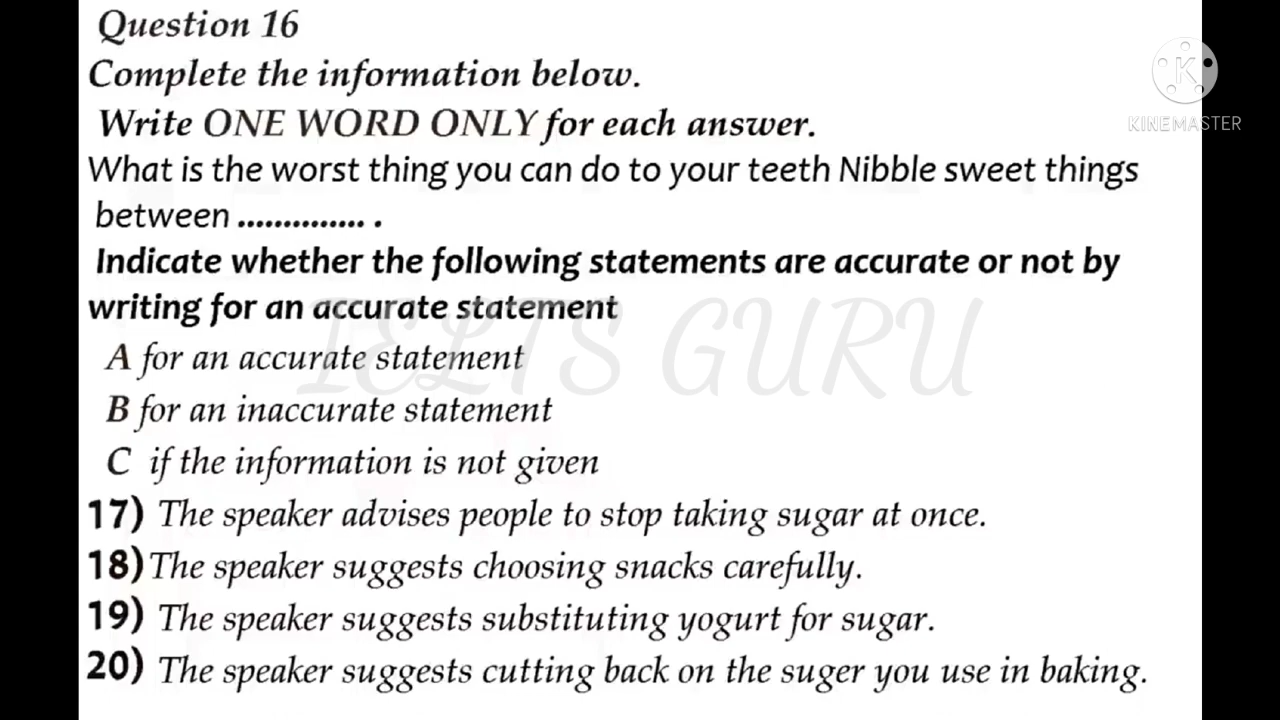 Question 16
Complete the information below.
Write ONE WORD ONLY for each answer.
What is the worst thing you can do to your teeth Nibble sweet things
between ............... .
Indicate whether the following statements are accurate or not by
writing for an accurate statement
A for an accurate statement
B for an inaccurate statement
C if the information is not given
17) The speaker advises people to stop taking sugar at once.
18) The speaker suggests choosing snacks carefully.
19) The speaker suggests substituting yogurt for sugar.
20) The speaker suggests cutting back on the suger you use in baking.
IELTS GURU
K
KINEMASTER